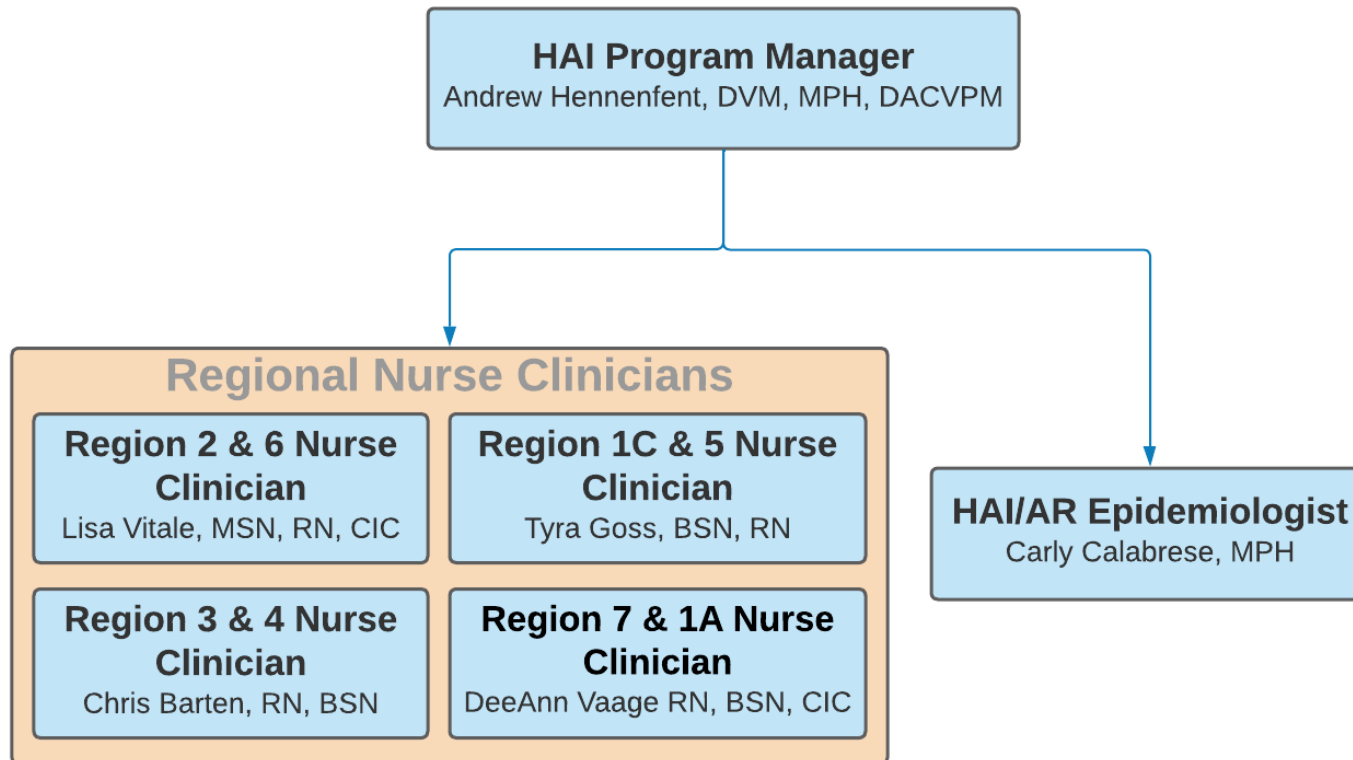 HAI Program Manager
Andrew Hennenfent, DVM, MPH, DACVPM
Regional Nurse Clinicians
Region 2 & 6 Nurse
Clinician
Lisa Vitale, MSN, RN, CIC
Region 1C & 5 Nurse
Clinician
Tyra Goss, BSN, RN
Region 3 & 4 Nurse
Clinician
Chris Barten, RN, BSN
Region 7 & 1A Nurse
Clinician
DeeAnn Vaage RN, BSN, CIC
HAI/AR Epidemiologist
Carly Calabrese, MPH